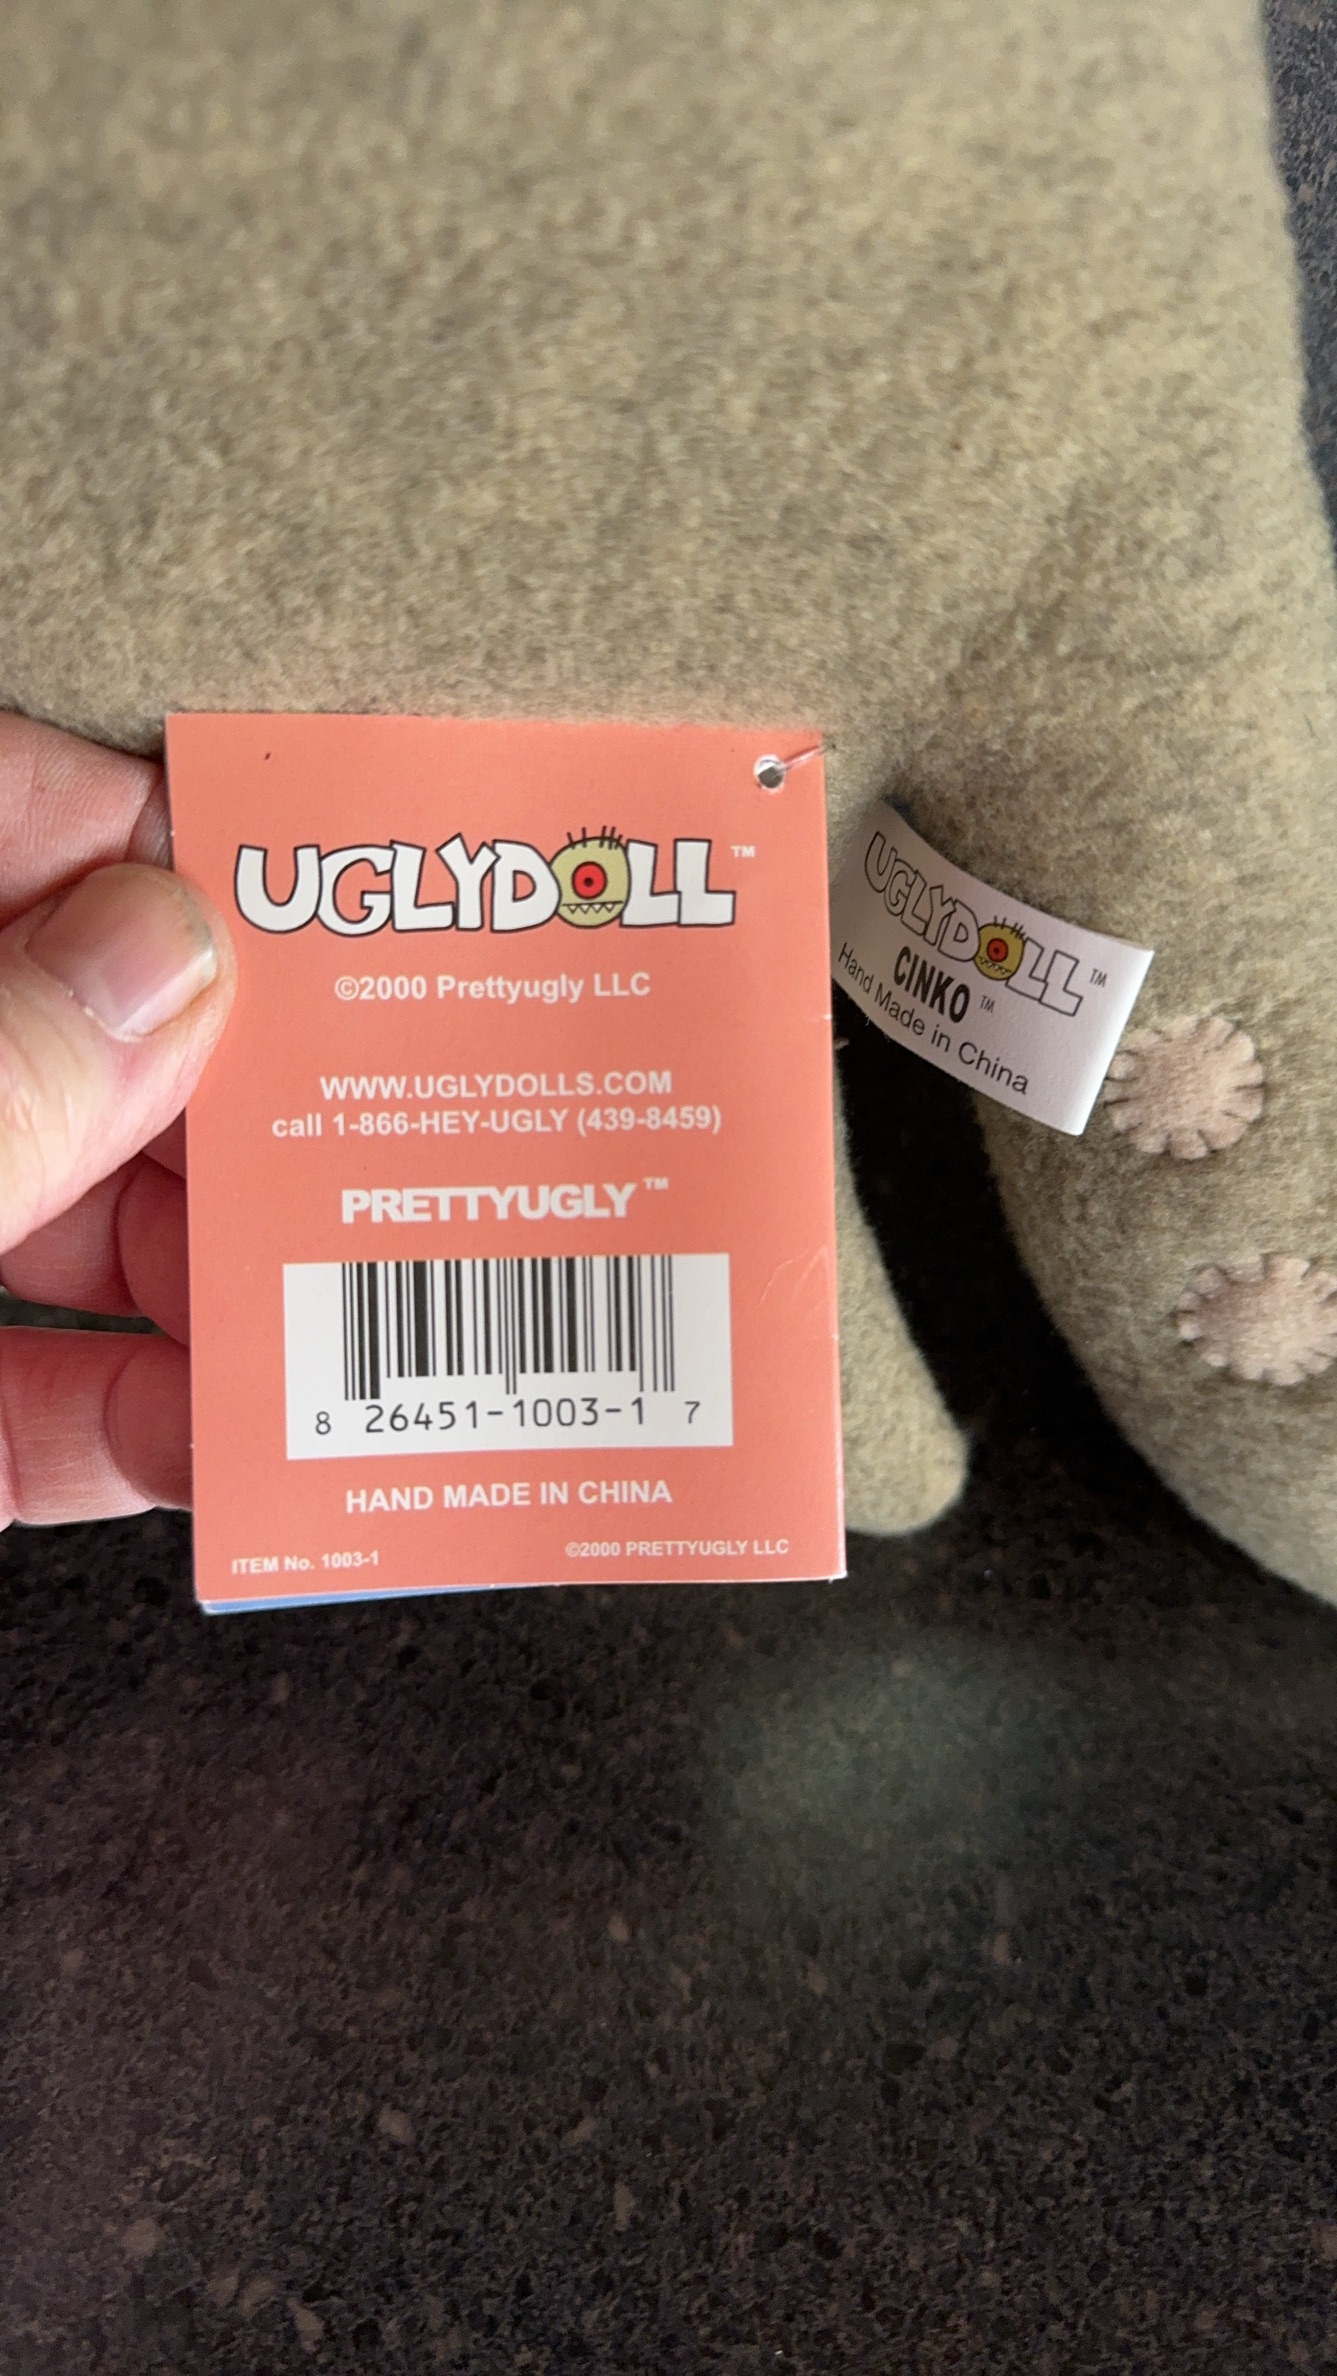 UGLYDOLL™
©2000 Prettyugly LLC
WWW.UGLYDOLLS.COM
call 1-866-HEY-UGLY (439-8459)
PRETTYUGLY™
8 26451-1003-1 7
HAND MADE IN CHINA
ITEM No. 1003-1
©2000 PRETTYUGLY LLC
UGLYDOLL™
CINKO™
Hand Made in China